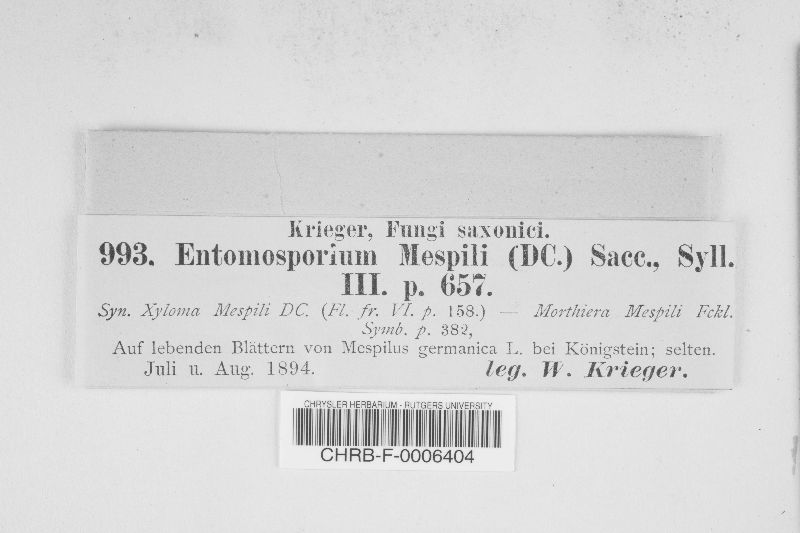 Krieger, Fungi saxonici.
993. Entomosporium Mespili (DC.) Sacc., Syll.
III. p. 657.
Syn. Xyloma Mespili DC. (Fl. fr. VI. p. 158.) — Morthiera Mespili Fckl.
Symb. p. 382,
Auf lebenden Blättern von Mespilus germanica L. bei Königstein; selten.
Juli u. Aug. 1894. leg. W. Krieger.
CHRYSLER HERBARIUM - RUTGERS UNIVERSITY
CHRB-F-0006404